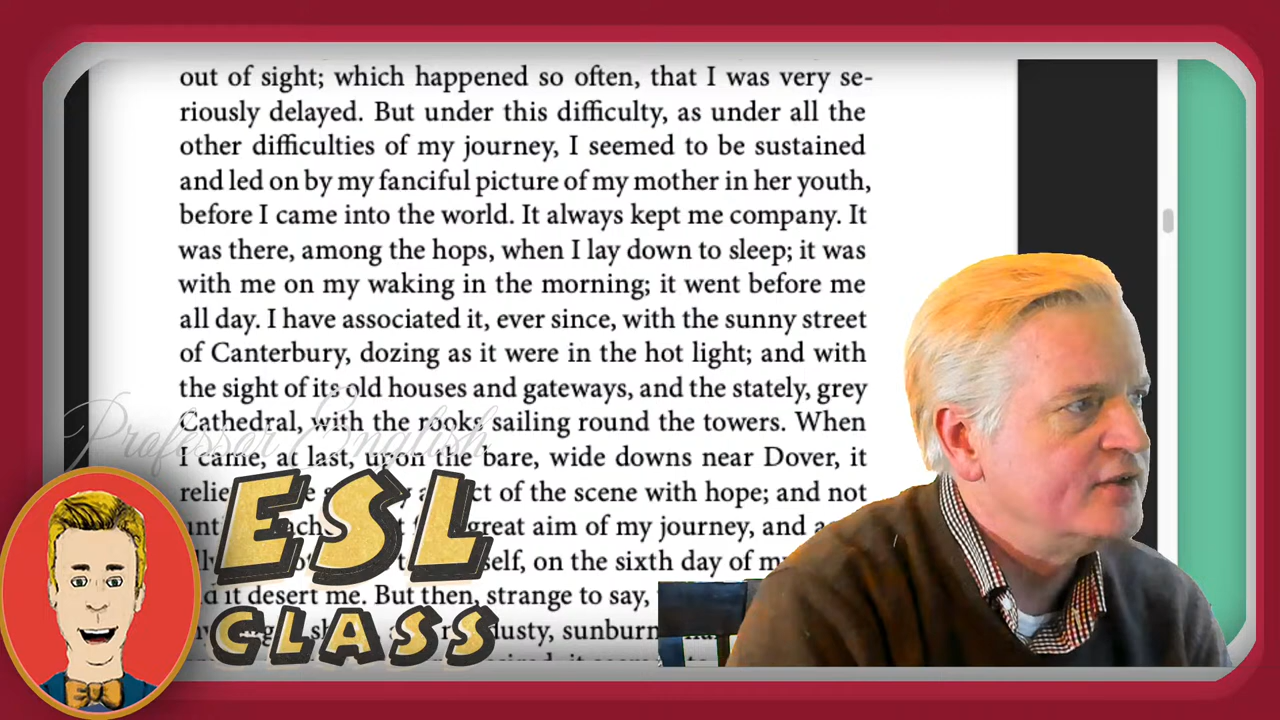 out of sight; which happened so often, that I was very se-
riously delayed. But under this difficulty, as under all the
other difficulties of my journey, I seemed to be sustained
and led on by my fanciful picture of my mother in her youth,
before I came into the world. It always kept me company. It
was there, among the hops, when I lay down to sleep; it was
with me on my waking in the morning; it went before me
all day. I have associated it, ever since, with the sunny street
of Canterbury, dozing as it were in the hot light; and with
the sight of its old houses and gateways, and the stately, grey
Cathedral, with the rooks sailing round the towers. When
I came, at last, upon the bare, wide downs near Dover, it
of the scene with hope; and not
great aim of my journey, and
on the sixth day of
it desert me. But then, strange to say,
dusty,
Professor English
ESL
CLASS